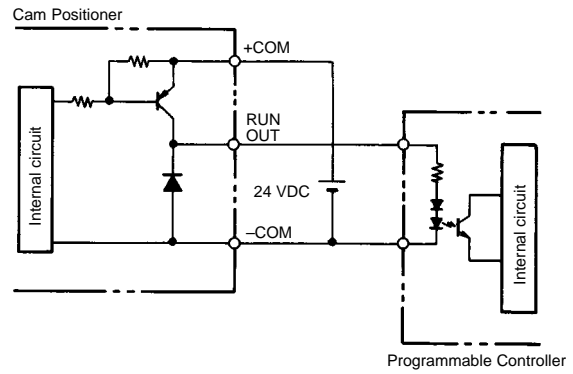 Cam Positioner
+COM
RUN
OUT
Internal circuit
24 VDC
–COM
Internal circuit
Programmable Controller